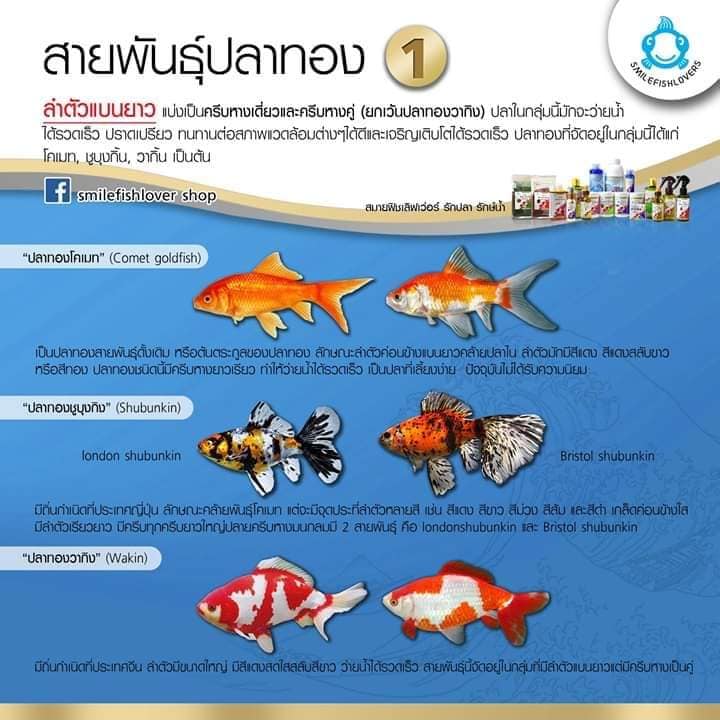 สายพันธุ์ปลาทอง 1
SMILEFISHLOVERS
ลำตัวแบนยาว แบ่งเป็นครีบหางเดี่ยวและครีบหางคู่ (ยกเว้นปลาทองวากิง) ปลาในกลุ่มนี้มักจะว่ายน้ำ
ได้รวดเร็ว ปราดเปรียว ทนทานต่อสภาพแวดล้อมต่างๆได้ดีและเจริญเติบโตได้รวดเร็ว ปลาทองที่จัดอยู่ในกลุ่มนี้ได้แก่
โคเมท, ชูบุงกิ้น, วากิ้น เป็นต้น
f smilefishlover shop
สมายฟิชเลิฟเว่อร์ รักปลา รักษ์น้ำ
"ปลาทองโคเมท" (Comet goldfish)
เป็นปลาทองสายพันธุ์ดั้งเดิม หรือต้นตระกูลของปลาทอง ลักษณะลำตัวค่อนข้างแบนยาวคล้ายปลาไน ลำตัวมักมีสีแดง สีแดงสลับขาว
หรือสีทอง ปลาทองชนิดนี้มีครีบหางยาวเรียว ทำให้ว่ายน้ำได้รวดเร็ว เป็นปลาที่เลี้ยงง่าย ปัจจุบันไม่ได้รับความนิยม
"ปลาทองชูบุงกิง" (Shubunkin)
london shubunkin
Bristol shubunkin
มีถิ่นกำเนิดที่ประเทศญี่ปุ่น ลักษณะคล้ายพันธุ์โคเมท แต่จะมีจุดประที่ลำตัวหลายสี เช่น สีแดง สีขาว สีม่วง สีส้ม และสีดำ เกล็ดค่อนข้างใส
มีลำตัวเรียวยาว มีครีบทุกครีบยาวใหญ่ปลายครีบหางมนกลมมี 2 สายพันธุ์ คือ londonshubunkin และ Bristol shubunkin
"ปลาทองวากิง" (Wakin)
มีถิ่นกำเนิดที่ประเทศจีน ลำตัวมีขนาดใหญ่ มีสีแดงสดใสสลับสีขาว ว่ายน้ำได้รวดเร็ว สายพันธุ์นี้จัดอยู่ในกลุ่มที่มีลำตัวแบนยาวแต่มีครีบหางเป็นคู่